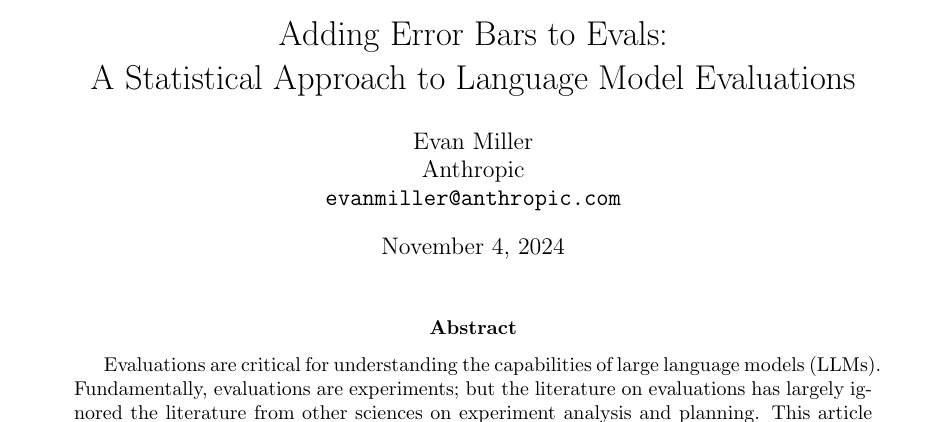 Adding Error Bars to Evals:
A Statistical Approach to Language Model Evaluations
Evan Miller
Anthropic
evanmiller@anthropic.com
November 4, 2024
Abstract
Evaluations are critical for understanding the capabilities of large language models (LLMs).
Fundamentally, evaluations are experiments; but the literature on evaluations has largely ig-
nored the literature from other sciences on experiment analysis and planning. This article